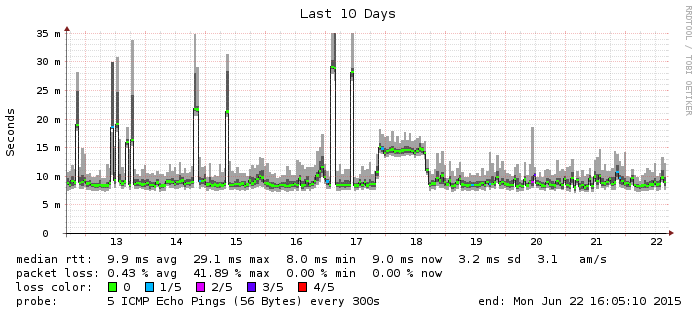 Last 10 Days
35 m
30 m
25 m
20 m
15 m
10 m
5 m
0
Seconds
RRDTOOL / TOBI OETIKER
13 14 15 16 17 18 19 20 21 22
median rtt: 9.9 ms avg 29.1 ms max 8.0 ms min 9.0 ms now 3.2 ms sd 3.1 am/s
packet loss: 0.43 % avg 41.89 % max 0.00 % min 0.00 % now
loss color: 0 1/5 2/5 3/5 4/5
probe: 5 ICMP Echo Pings (56 Bytes) every 300s end: Mon Jun 22 16:05:10 2015